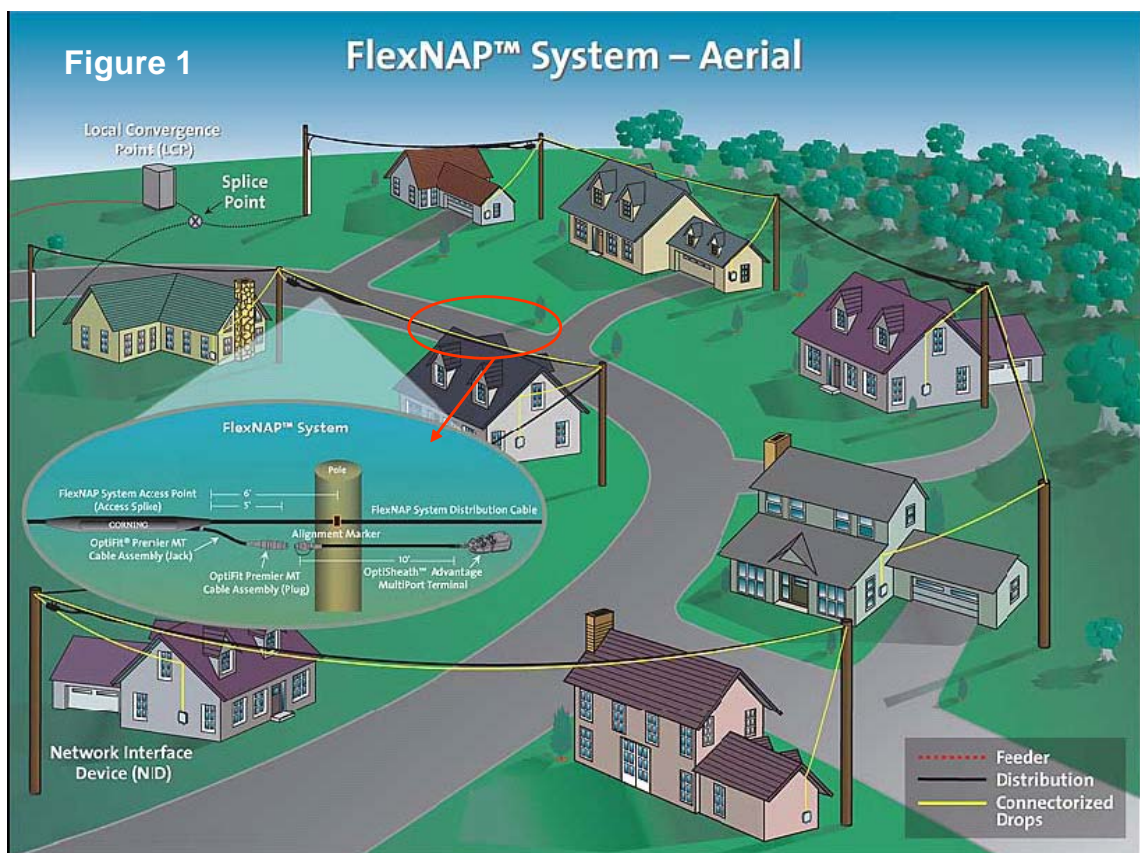 Figure 1
FlexNAP™ System – Aerial
Local Convergence
Point (LCP)
Splice
Point
FlexNAP™ System
Pole
FlexNAP System Access Point
(Access Spike)
6'
5'
FlexNAP System Distribution Cable
CORNING
Alignment Marker
OptiFit® Premier MT
Cable Assembly (Jack)
10'
OptiFit Premier MT
Cable Assembly (Plug)
OptiSheath™ Advantage
MultiPort Terminal
Network Interface
Device (NID)
Feeder
Distribution
Connectorized
Drops